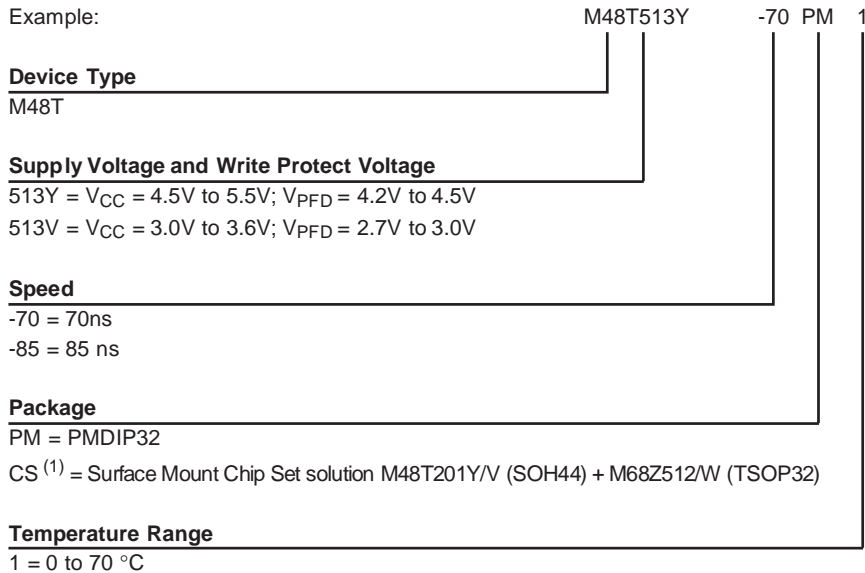 Example: M48T513Y -70 PM 1
Device Type
M48T
Supply Voltage and Write Protect Voltage
513Y = VCC = 4.5V to 5.5V; VPFD = 4.2V to 4.5V
513V = VCC = 3.0V to 3.6V; VPFD = 2.7V to 3.0V
Speed
-70 = 70ns
-85 = 85 ns
Package
PM = PMDIP32
CS (1) = Surface Mount Chip Set solution M48T201Y/V (SOH44) + M68Z512/W (TSOP32)
Temperature Range
1 = 0 to 70 °C